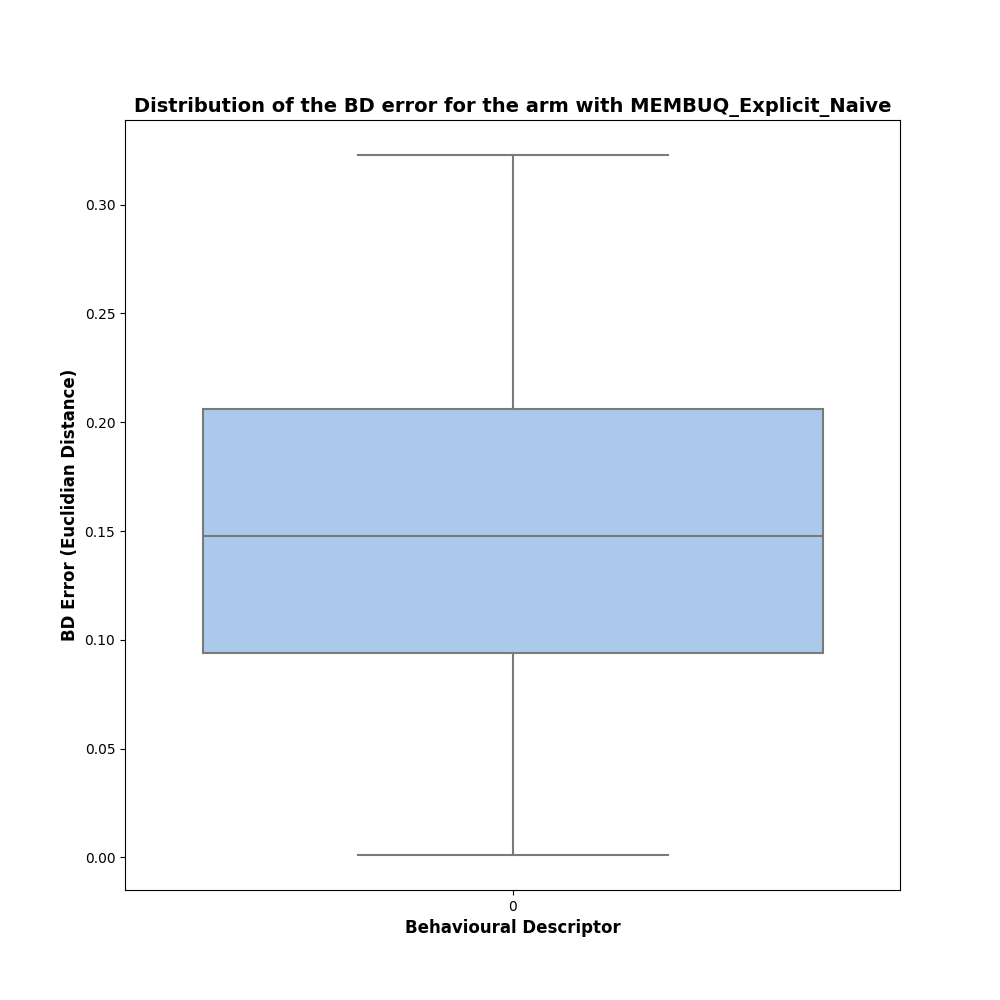 Distribution of the BD error for the arm with MEMBUQ_Explicit_Naive
0.30
0.25
0.20
0.15
0.10
0.05
0.00
BD Error (Euclidian Distance)
0
Behavioural Descriptor